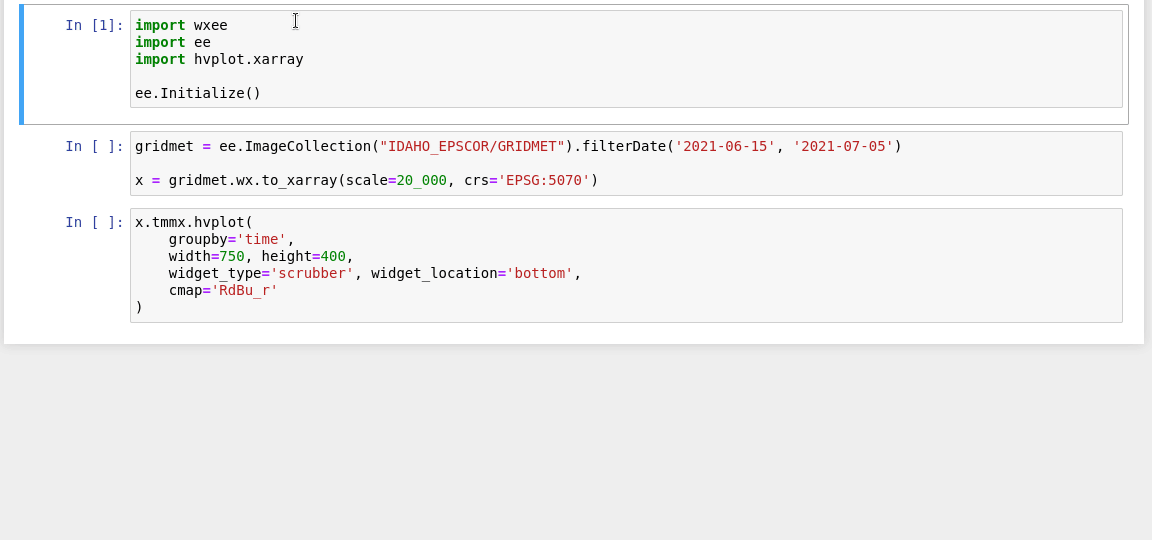 In [1]: import wxee
import ee
import hvplot.xarray
ee.Initialize()
In [ ]: gridmet = ee.ImageCollection("IDAHO_EPSCOR/GRIDMET").filterDate('2021-06-15', '2021-07-05')
x = gridmet.wx.to_xarray(scale=20_000, crs='EPSG:5070')
In [ ]: x.tmmx.hvplot(
    groupby='time',
    width=750, height=400,
    widget_type='scrubber', widget_location='bottom',
    cmap='RdBu_r'
)